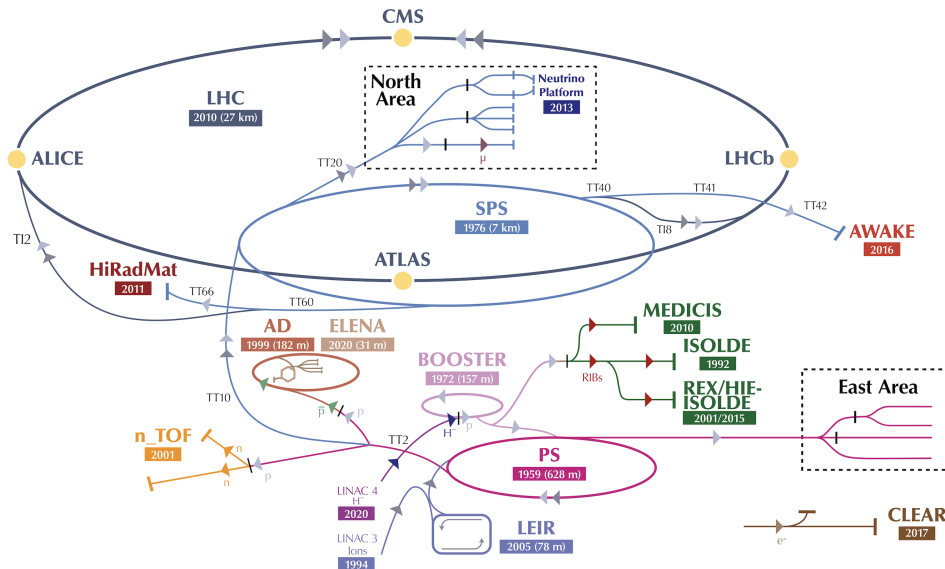 CMS
North
Area
Neutrino
Platform
2013
LHC
2010 (27 km)
ALICE
LHCb
μ
TT20
TT40
TT41
TT42
SPS
1976 (7 km)
TI8
TI2
AWAKE
2016
ATLAS
HiRadMat
2011
TT66
TT60
MEDICIS
2010
AD
1999 (182 m)
ELENA
2020 (31 m)
BOOSTER
1972 (157 m)
ISOLDE
1992
RIBs
REX/HIE-
ISOLDE
2001/2015
East Area
TT10
p̅
p
H⁻
p
n_TOF
2001
n
n
p
TT2
PS
1959 (628 m)
LINAC 4
H⁻
2020
LINAC 3
Ions
1994
LEIR
2005 (78 m)
CLEAR
2017
e⁻